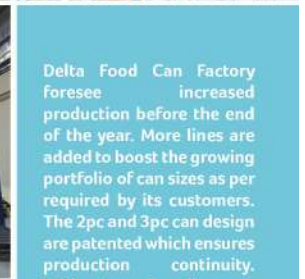 Delta Food Can Factory
foresee increased
production before the end
of the year. More lines are
added to boost the growing
portfolio of can sizes as per
required by its customers.
The 2pc and 3pc can design
are patented which ensures
production continuity.